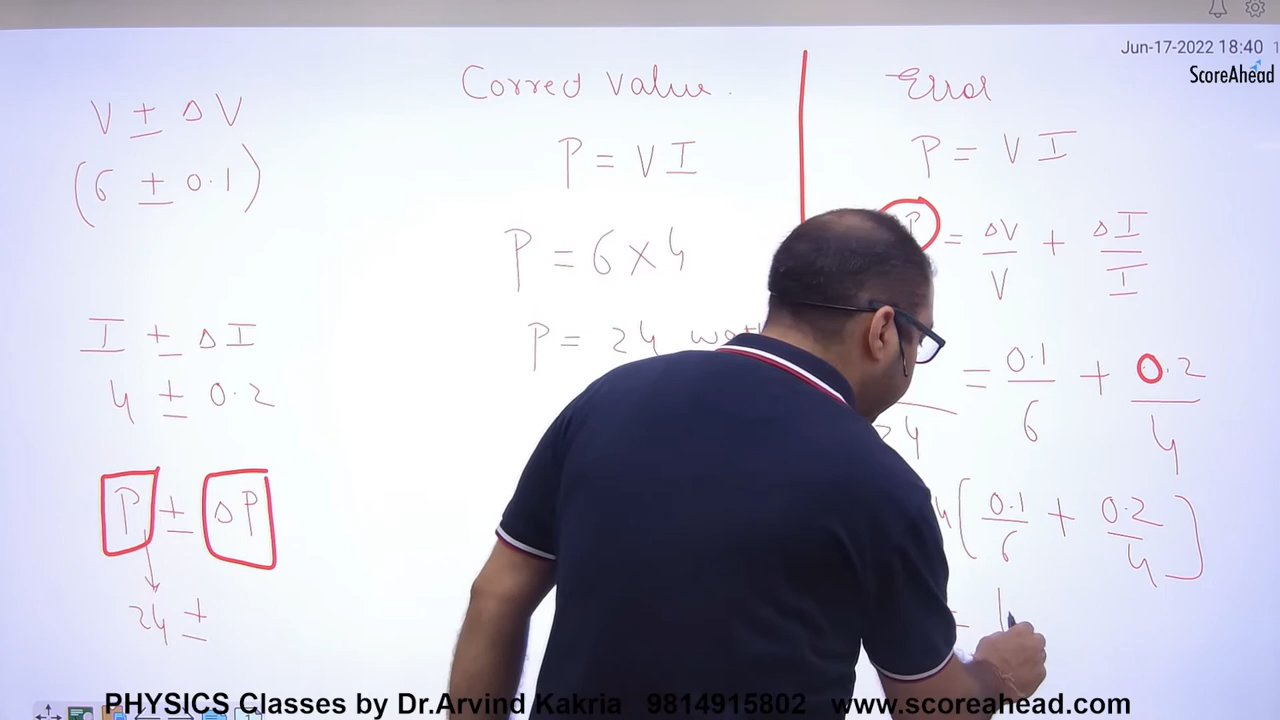 Jun-17-2022 18:40
ScoreAhead
V ± ΔV
(6 ± 0.1)
I ± ΔI
4 ± 0.2
P ± ΔP
24 ±
Correct Value.
P = V I
P = 6 × 4
P = 24
Error
P = V I
P = ΔV/V + ΔI/I
24 = 0.1/6 + 0.2/4
(0.1/6 + 0.2/4)
=
PHYSICS Classes by Dr.Arvind Kakria 9814915802 www.scoreahead.com